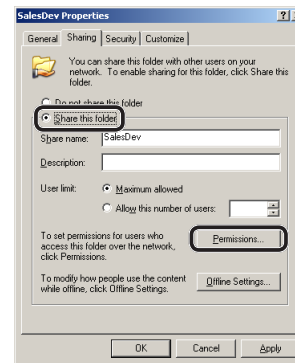 SalesDev Properties
General Sharing Security Customize
You can share this folder with other users on your
network. To enable sharing for this folder, click Share this
folder.
Do not share this folder
Share this folder
Share name: SalesDev
Description:
User limit: Maximum allowed
Allow this number of users:
To set permissions for users who
access this folder over the network,
click Permissions.
Permissions...
To modify how people use the content
while offline, click Offline Settings.
Offline Settings...
OK Cancel Apply